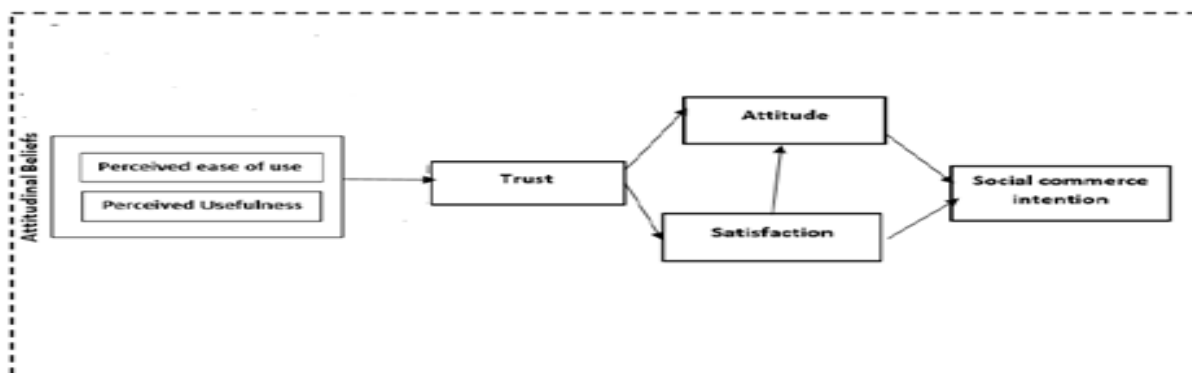 Attitudinal Beliefs
Perceived ease of use
Perceived Usefulness
Trust
Attitude
Satisfaction
Social commerce
intention